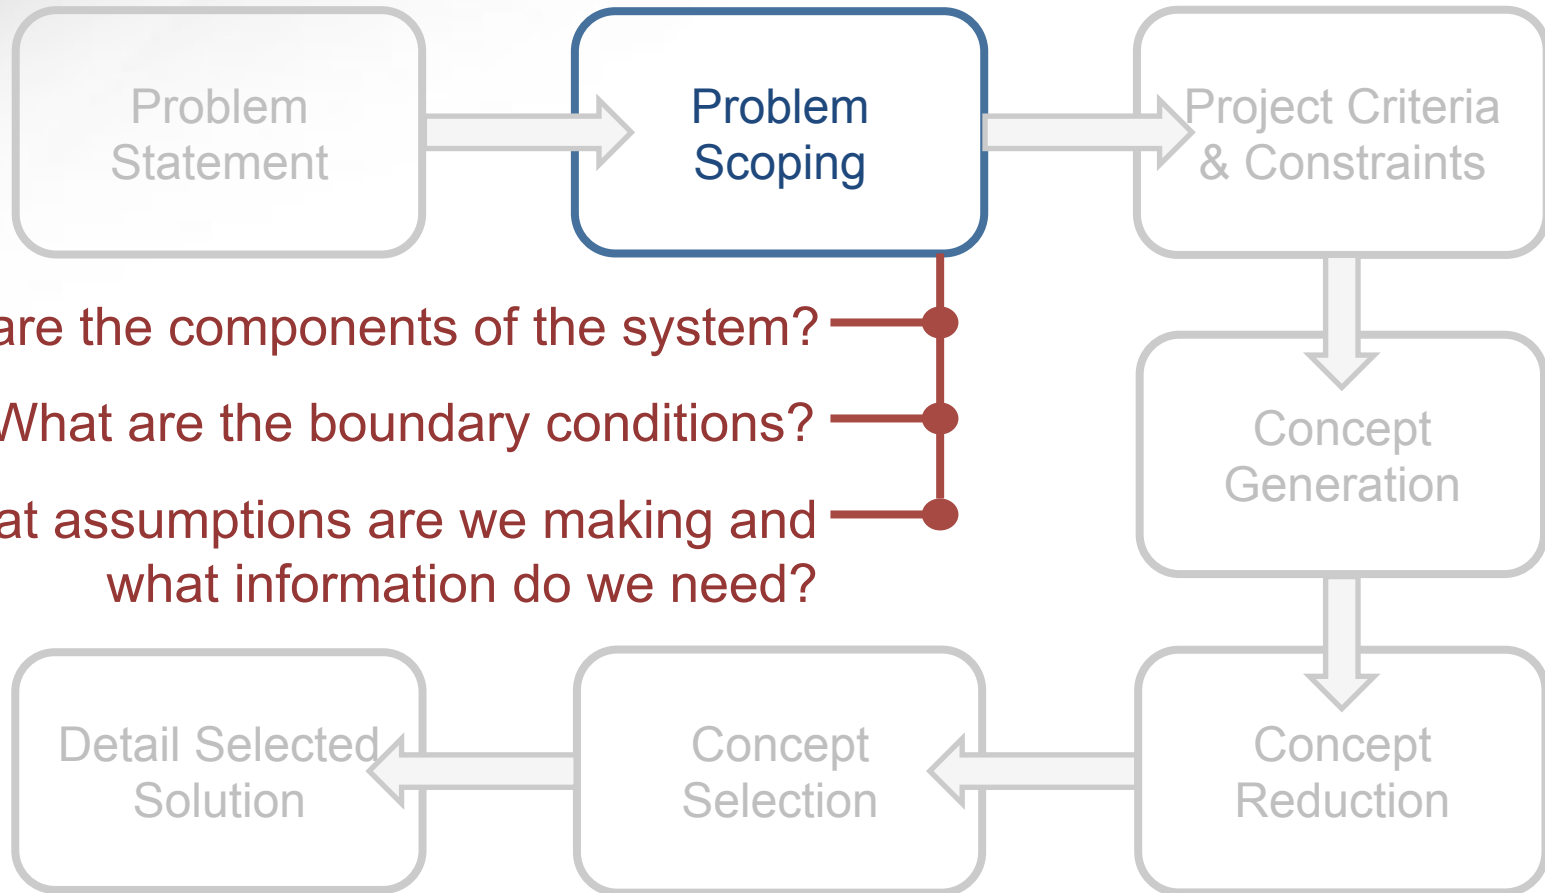 Problem
Statement
Problem
Scoping
Project Criteria
& Constraints
are the components of the system?
What are the boundary conditions?
at assumptions are we making and
what information do we need?
Concept
Generation
Detail Selected
Solution
Concept
Selection
Concept
Reduction